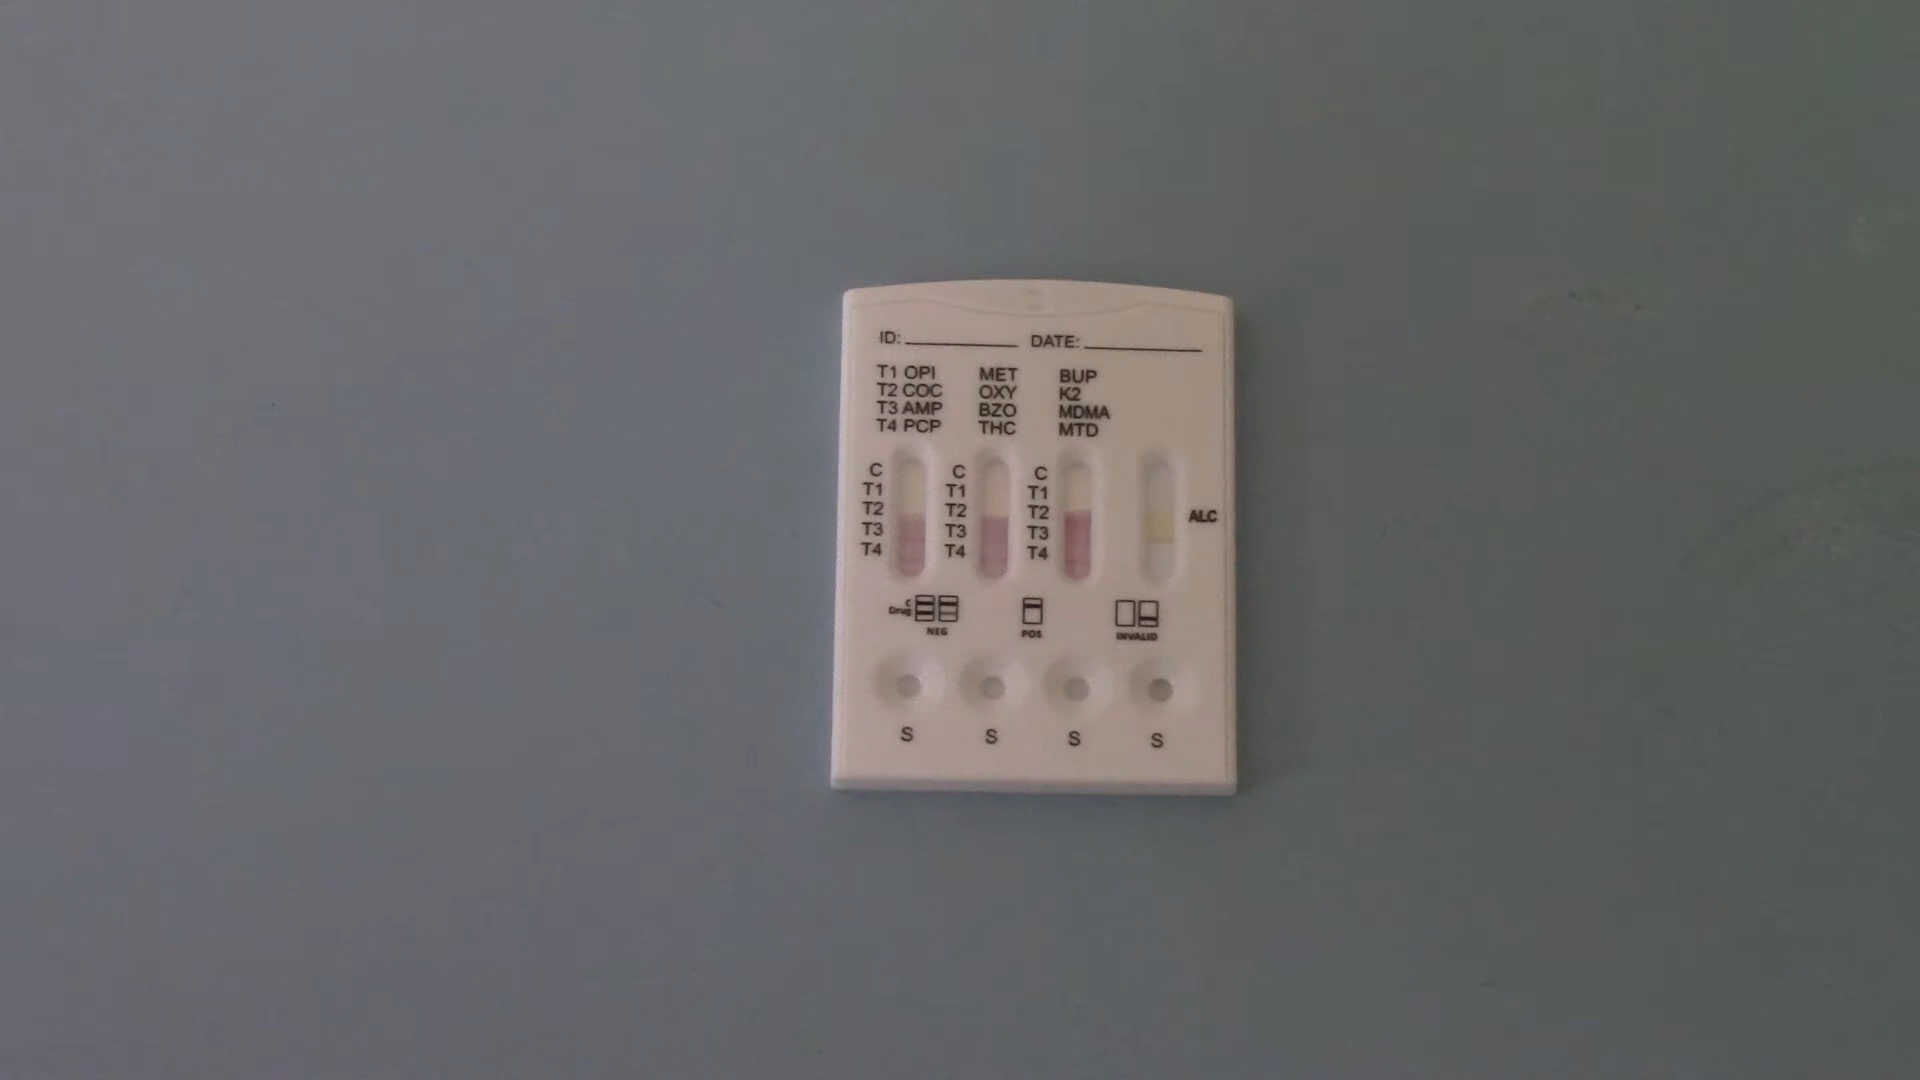 ID: DATE:
T1 OPI MET BUP
T2 COC OXY K2
T3 AMP BZO MDMA
T4 PCP THC MTD
C C C
T1 T1 T1
T2 T2 T2 ALC
T3 T3 T3
T4 T4 T4
C
Drug
NEG POS INVALID
S S S S